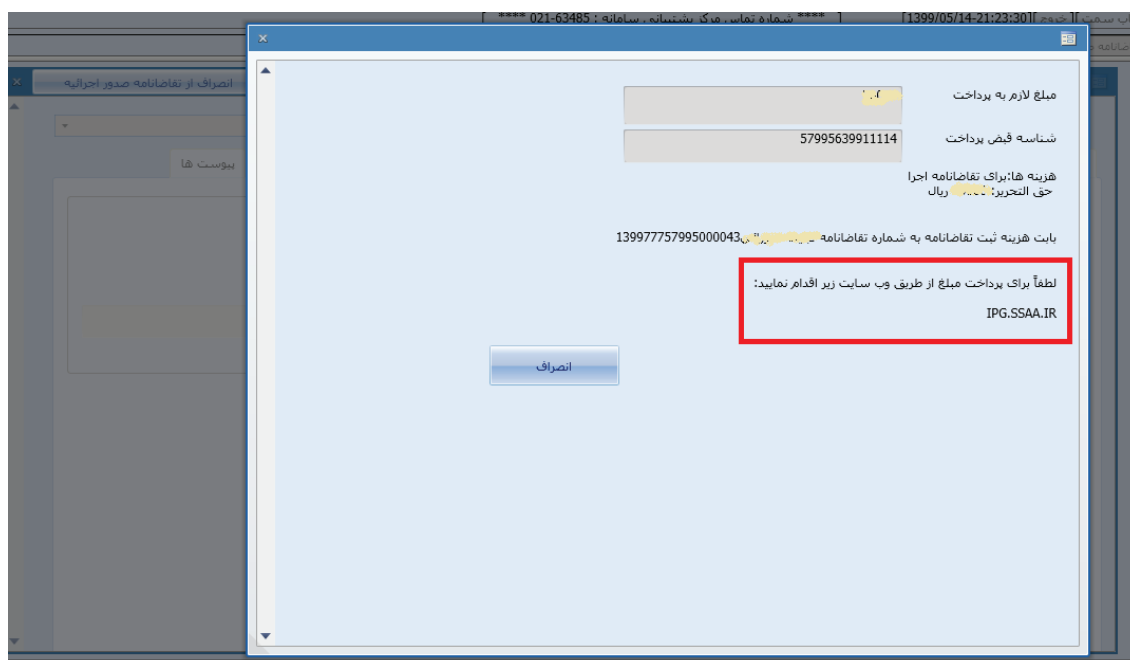 [ **** شماره تماس مرکز پشتیبانی سامانه : 63485-021 **** ]
[1399/05/14-21:23:30][ خروج ][
انصراف از تقاضانامه صدور اجرائیه
پیوست ها
مبلغ لازم به پرداخت
شناسه قبض پرداخت 57995639911114
هزینه ها:برای تقاضانامه اجرا
حق التحریر: ریال
بابت هزینه ثبت تقاضانامه به شماره تقاضانامه 139977757995000043
لطفاً برای پرداخت مبلغ از طریق وب سایت زیر اقدام نمایید:
IPG.SSAA.IR
انصراف